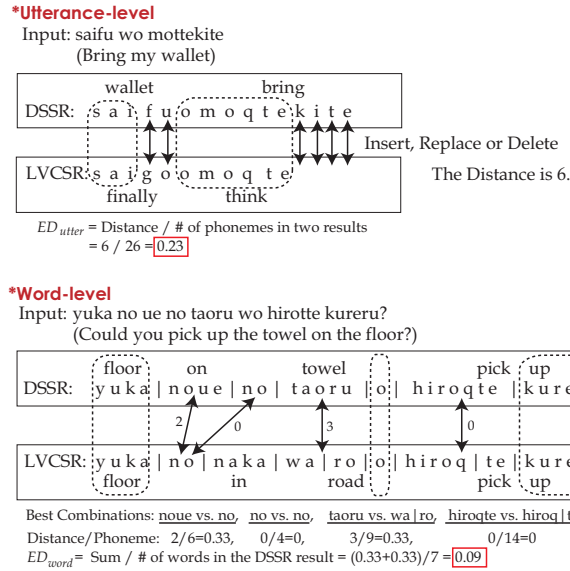 *Utterance-level
Input: saifu wo mottekite
(Bring my wallet)
wallet bring
DSSR: s a i f u o m o q t e k i t e
Insert, Replace or Delete
LVCSR: s a i g o o m o q t e
The Distance is 6.
finally think
ED utter = Distance / # of phonemes in two results
= 6 / 26 = 0.23
*Word-level
Input: yuka no ue no taoru wo hirotte kureru?
(Could you pick up the towel on the floor?)
floor on towel pick up
DSSR: y u k a | n o u e | n o | t a o r u | o | h i r o q t e | k u r e
2 0 3 0
LVCSR: y u k a | n o | n a k a | w a | r o | o | h i r o q | t e | k u r e
floor in road pick up
Best Combinations: noue vs. no, no vs. no, taoru vs. wa|ro, hiroqte vs. hiroq|t
Distance/Phoneme: 2/6=0.33, 0/4=0, 3/9=0.33, 0/14=0
ED word = Sum / # of words in the DSSR result = (0.33+0.33)/7 = 0.09